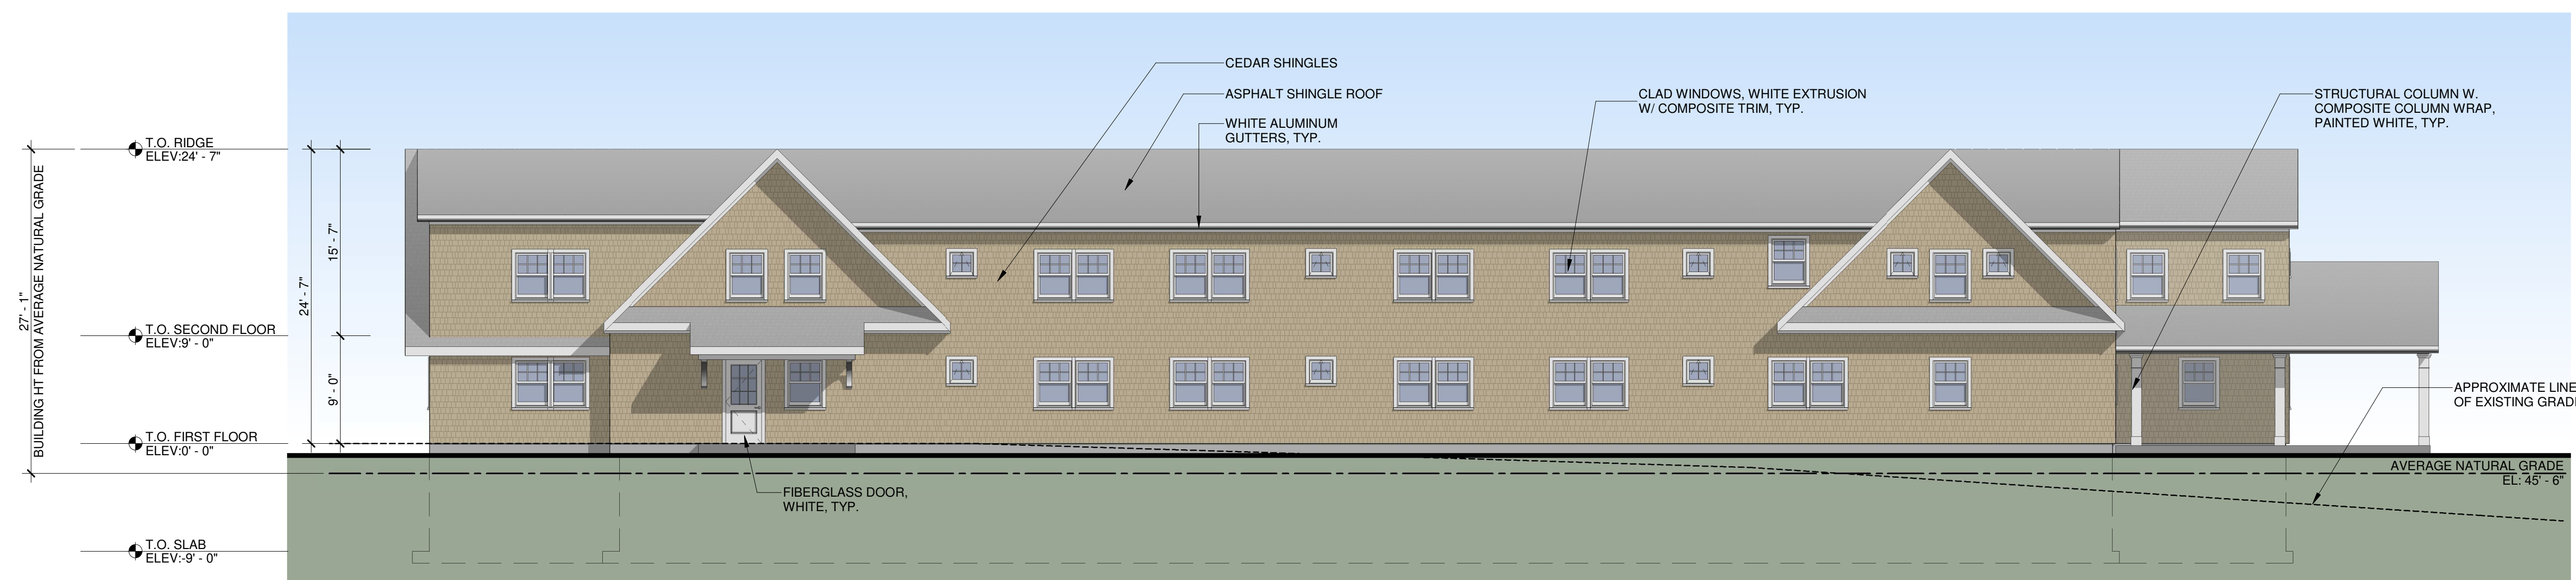 CEDAR SHINGLES
ASPHALT SHINGLE ROOF
WHITE ALUMINUM
GUTTERS, TYP.
CLAD WINDOWS, WHITE EXTRUSION
W/ COMPOSITE TRIM, TYP.
STRUCTURAL COLUMN W.
COMPOSITE COLUMN WRAP,
PAINTED WHITE, TYP.
T.O. RIDGE
ELEV:24' - 7"
27' - 1"
BUILDING HT FROM AVERAGE NATURAL GRADE
24' - 7"
15' - 7"
T.O. SECOND FLOOR
ELEV:9' - 0"
9' - 0"
APPROXIMATE LINE
OF EXISTING GRAD
T.O. FIRST FLOOR
ELEV:0' - 0"
AVERAGE NATURAL GRADE
EL: 45' - 6"
FIBERGLASS DOOR,
WHITE, TYP.
T.O. SLAB
ELEV:-9' - 0"